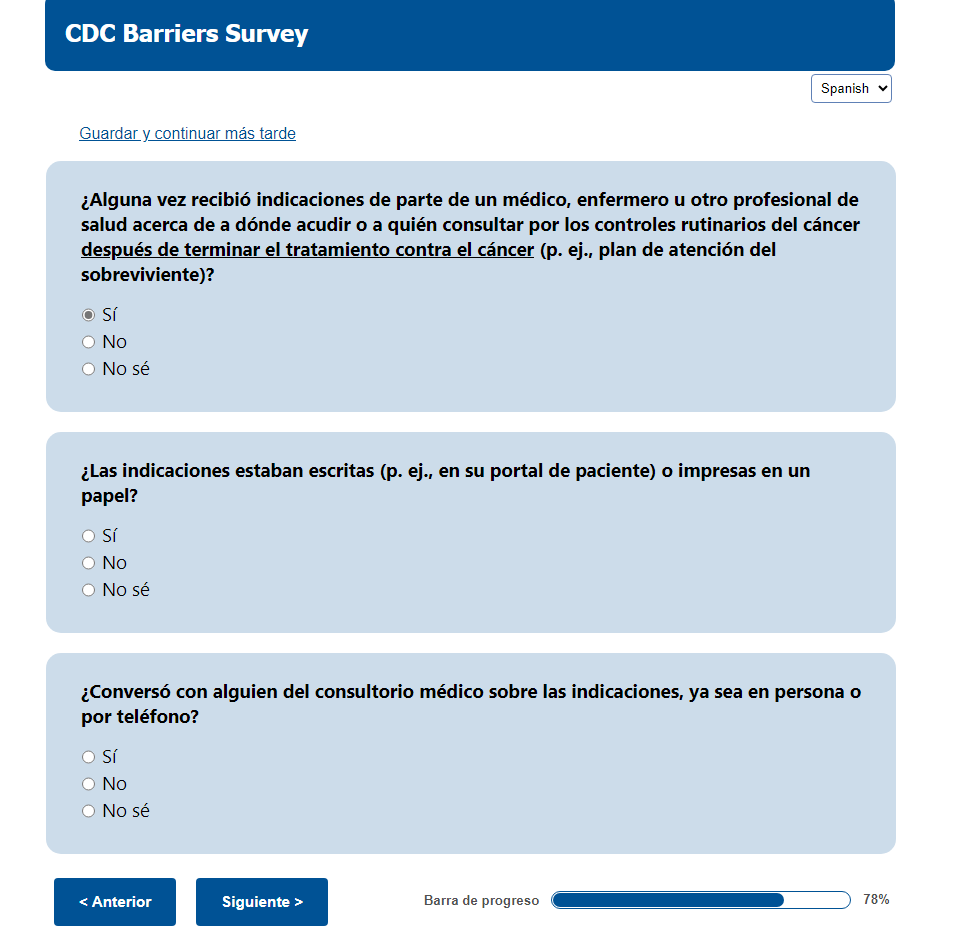 CDC Barriers Survey
Spanish
Guardar y continuar más tarde
¿Alguna vez recibió indicaciones de parte de un médico, enfermero u otro profesional de
salud acerca de a dónde acudir o a quién consultar por los controles rutinarios del cáncer
después de terminar el tratamiento contra el cáncer (p. ej., plan de atención del
sobreviviente)?
Sí
No
No sé
¿Las indicaciones estaban escritas (p. ej., en su portal de paciente) o impresas en un
papel?
Sí
No
No sé
¿Conversó con alguien del consultorio médico sobre las indicaciones, ya sea en persona o
por teléfono?
Sí
No
No sé
< Anterior
Siguiente >
Barra de progreso
78%